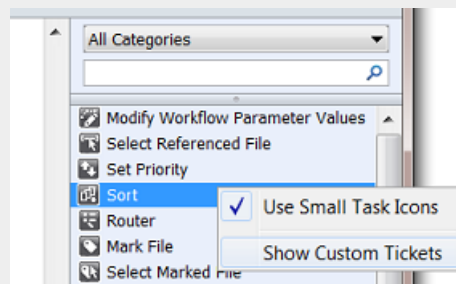 All Categories
Modify Workflow Parameter Values
Select Referenced File
Set Priority
Sort
Use Small Task Icons
Router
Mark File
Show Custom Tickets
Select Marked File